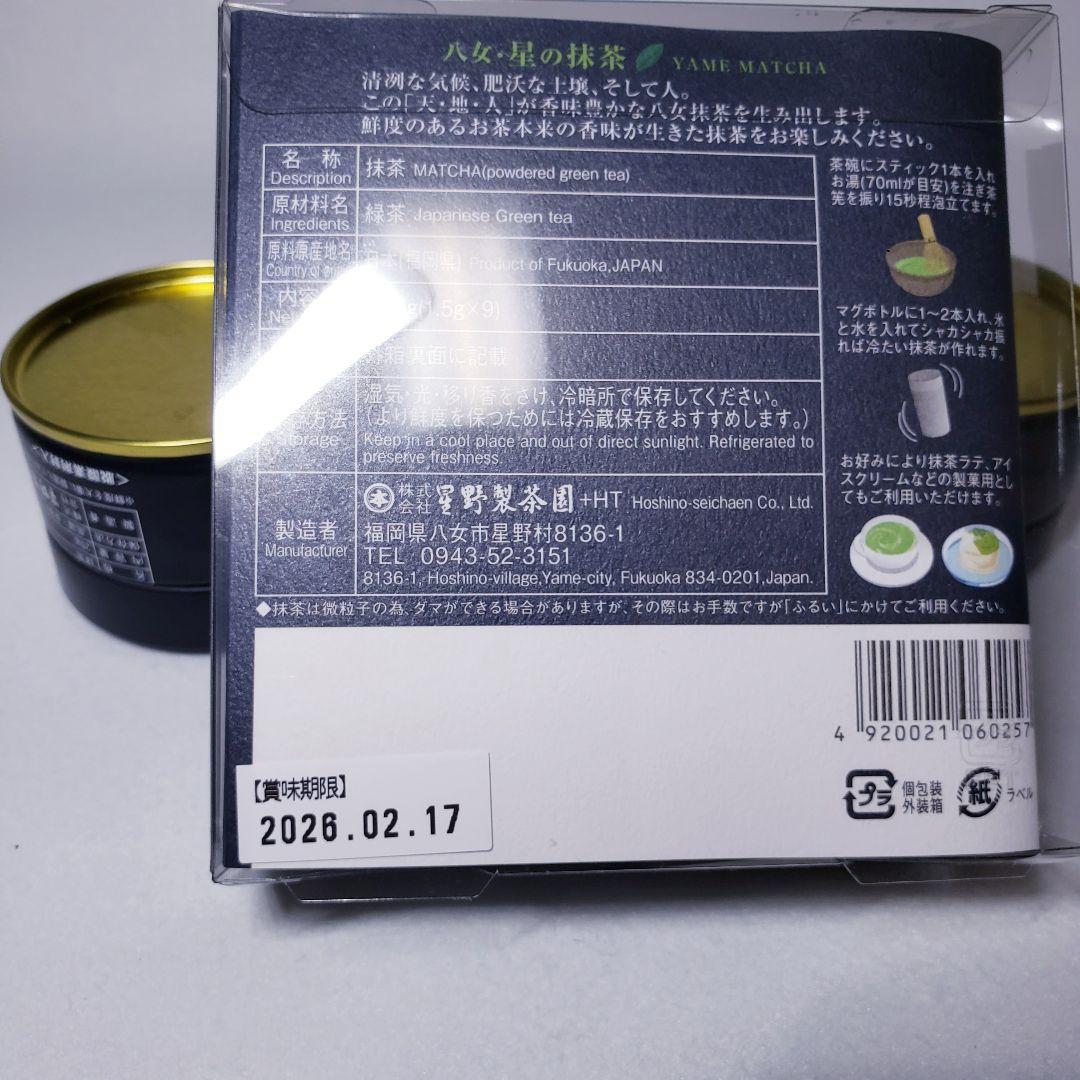 八女・星の抹茶 YAME MATCHA
清冽な気候、肥沃な土壌、そして人。
この「天・地・人」が香味豊かな八女抹茶を生み出します。
鮮度のあるお茶本来の香味が生きた抹茶をお楽しみください。
名 称 抹茶 MATCHA(powdered green tea)
Description
原材料名 緑茶 Japanese Green tea
Ingredients
原料原産地名 日本(福岡県) Product of Fukuoka,JAPAN
Country of
内容 (1.5g×9)
裏面に記載
湿気・光・移り香をさけ、冷暗所で保存してください。
方法 (より鮮度を保つためには冷蔵保存をおすすめします。)
Storage Keep in a cool place and out of direct sunlight. Refrigerated to
preserve freshness.
本 株式会社 星野製茶園 +HT Hoshino-seichaen Co., Ltd.
製造者 福岡県八女市星野村8136-1
Manufacturer TEL 0943-52-3151
8136-1, Hoshino-village,Yame-city, Fukuoka 834-0201,Japan.
◆抹茶は微粒子の為、ダマができる場合がありますが、その際はお手数ですが「ふるい」にかけてご利用ください。
茶碗にスティック1本を入れ
お湯(70mlが目安)を注ぎ茶
筅を振り15秒程泡立てます。
マグボトルに1〜2本入れ、氷
と水を入れてシャカシャカ振
れば冷たい抹茶が作れます。
お好みにより抹茶ラテ、アイ
スクリームなどの製菓用とし
てもご利用いただけます。
4 920021 060257
プラ 個包装
外装箱
紙 ラベル
【賞味期限】
2026.02.17